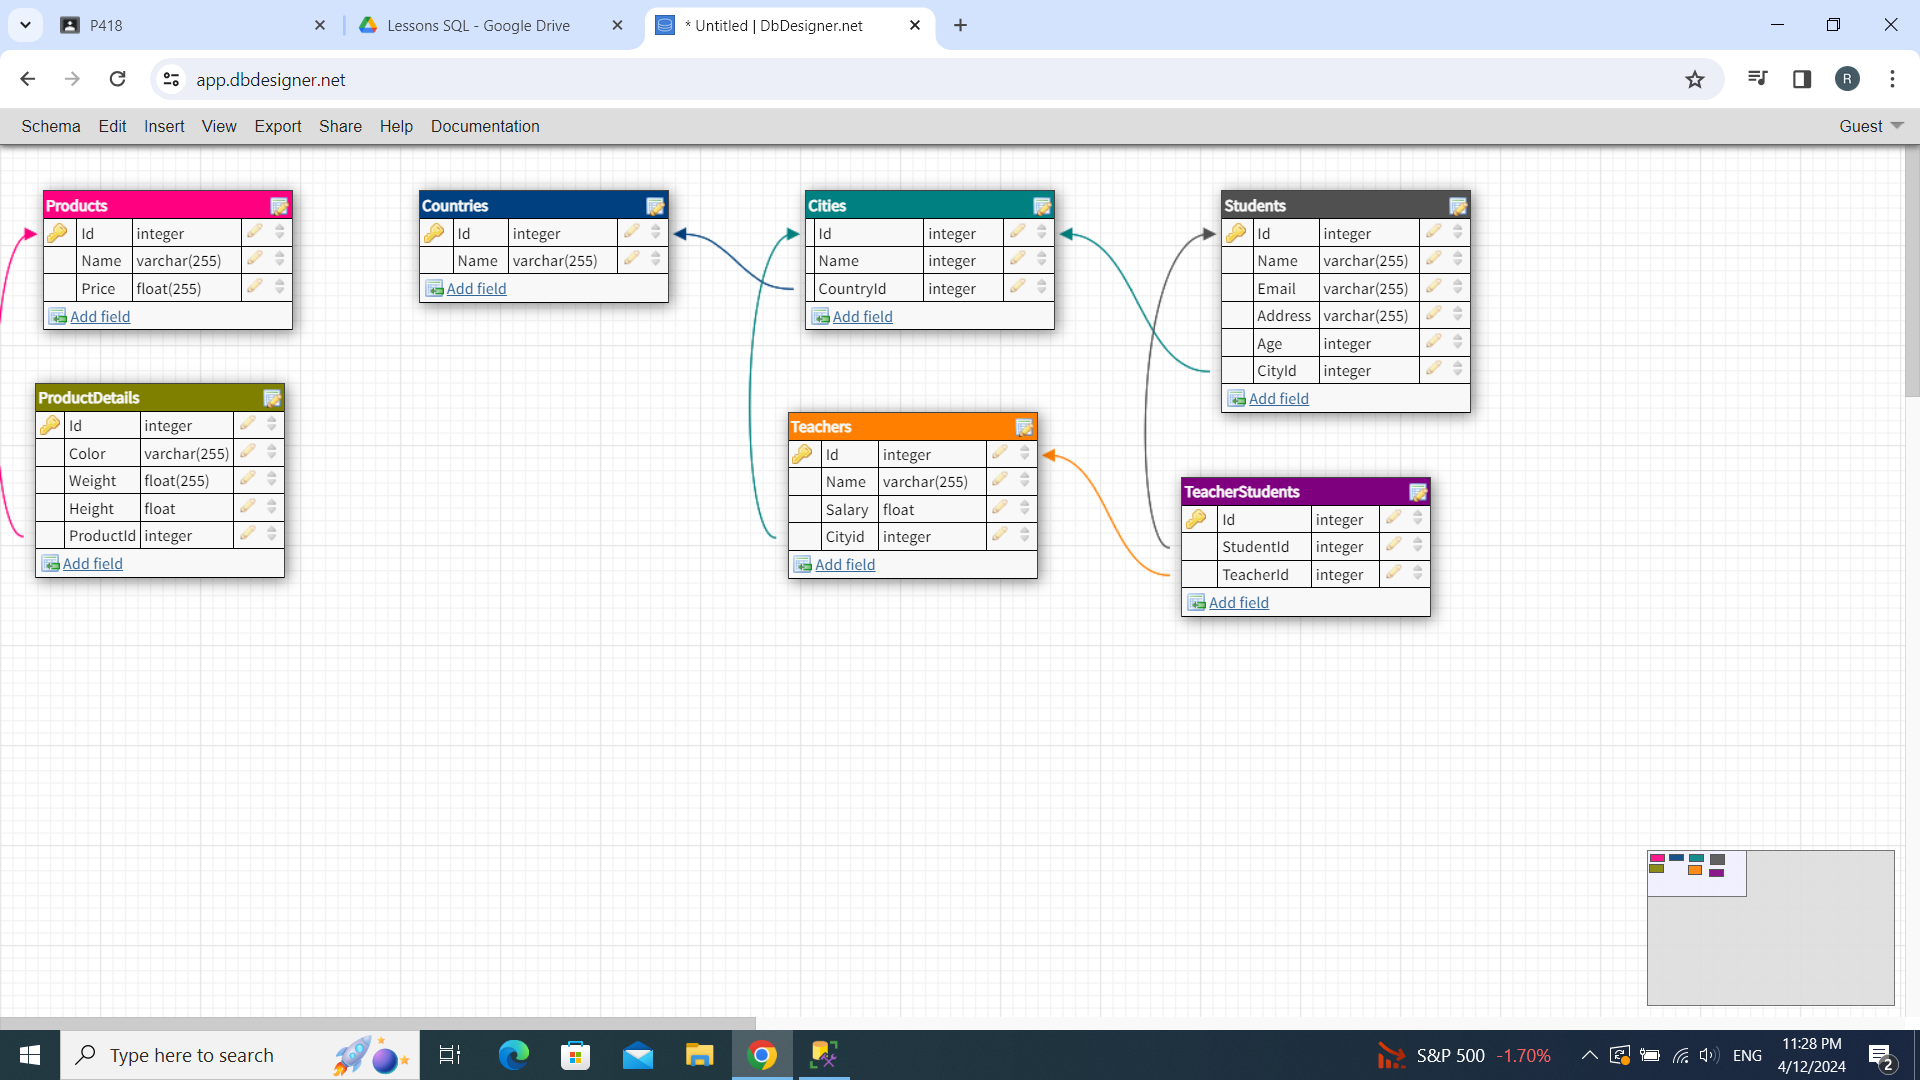 P418
Lessons SQL - Google Drive
* Untitled | DbDesigner.net
app.dbdesigner.net
R
Schema Edit Insert View Export Share Help Documentation Guest
Products
Id integer
Name varchar(255)
Price float(255)
Add field
Countries
Id integer
Name varchar(255)
Add field
Cities
Id integer
Name integer
CountryId integer
Add field
Students
Id integer
Name varchar(255)
Email varchar(255)
Address varchar(255)
Age integer
CityId integer
Add field
ProductDetails
Id integer
Color varchar(255)
Weight float(255)
Height float
ProductId integer
Add field
Teachers
Id integer
Name varchar(255)
Salary float
Cityid integer
Add field
TeacherStudents
Id integer
StudentId integer
TeacherId integer
Add field
Type here to search
S&P 500 -1.70%
ENG
11:28 PM
4/12/2024
2